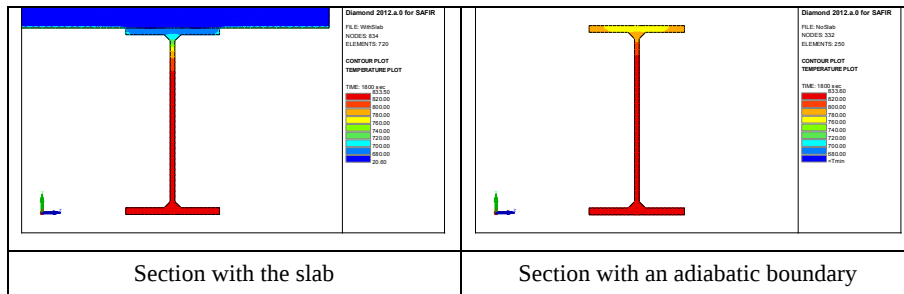 Diamond 2012.a.0 for SAFIR
FILE: WithSlab
NODES: 834
ELEMENTS: 720
CONTOUR PLOT
TEMPERATURE PLOT
TIME: 1800 sec
833.50
820.00
800.00
780.00
760.00
740.00
720.00
700.00
680.00
20.60
Section with the slab
Diamond 2012.a.0 for SAFIR
FILE: NoSlab
NODES: 332
ELEMENTS: 250
CONTOUR PLOT
TEMPERATURE PLOT
TIME: 1800 sec
833.60
820.00
800.00
780.00
760.00
740.00
720.00
700.00
680.00
<Tmin
Section with an adiabatic boundary